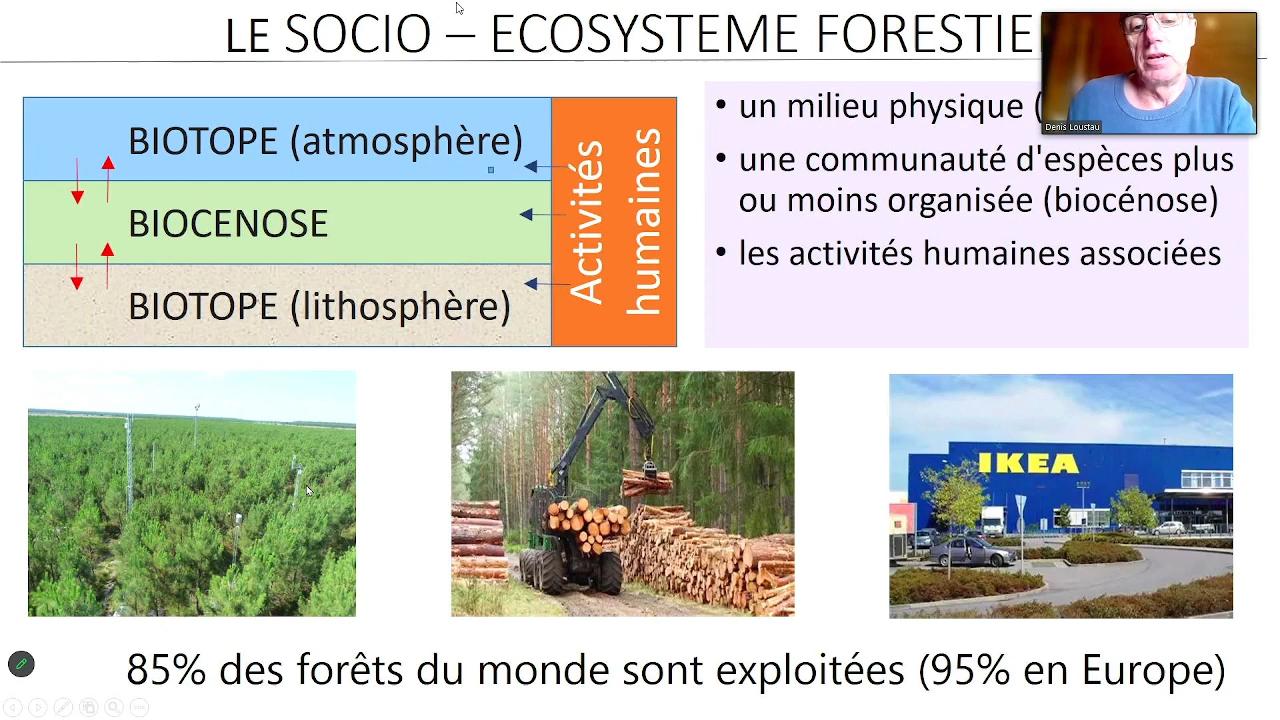 LE SOCIO – ECOSYSTEME FORESTIE
BIOTOPE (atmosphère)
BIOCENOSE
BIOTOPE (lithosphère)
Activités
humaines
• un milieu physique (
• une communauté d'espèces plus
ou moins organisée (biocénose)
• les activités humaines associées
Denis Loustau
IKEA
85% des forêts du monde sont exploitées (95% en Europe)